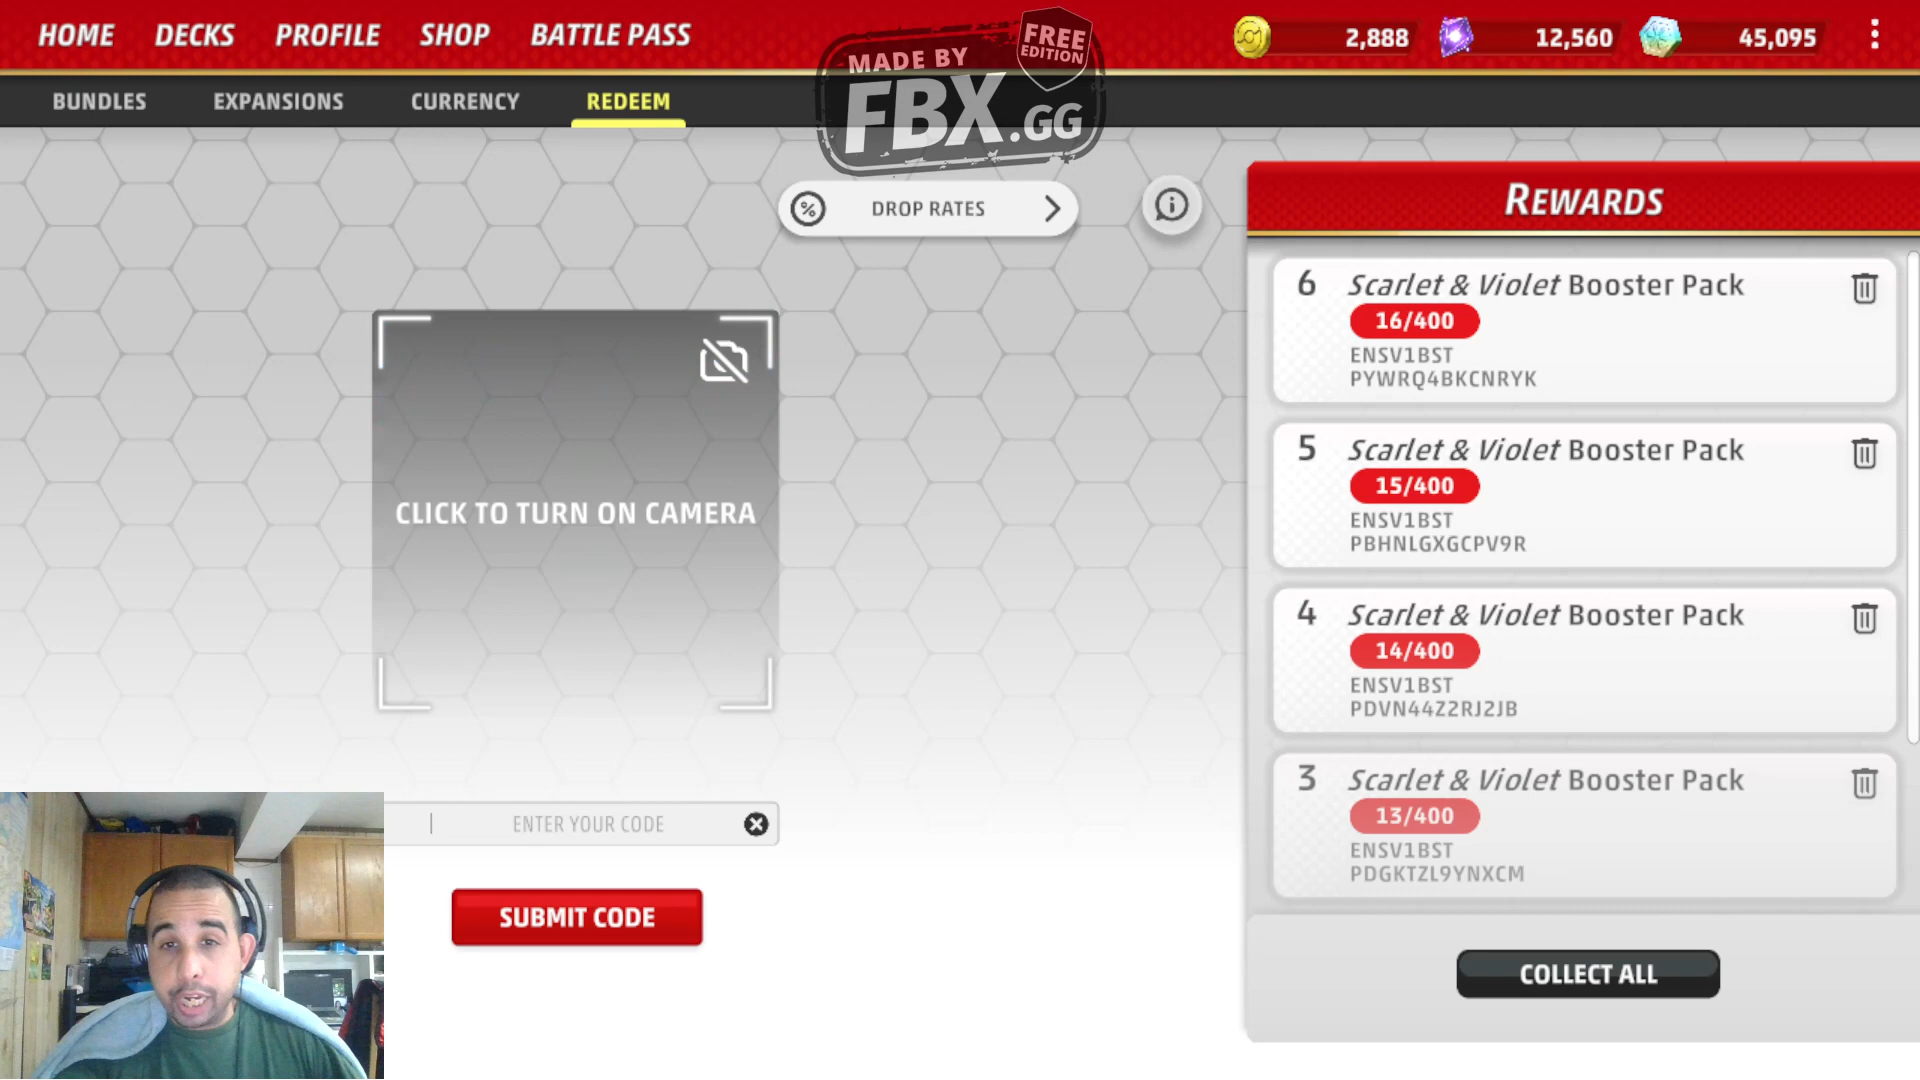 HOME DECKS PROFILE SHOP BATTLE PASS
2,888 12,560 45,095
MADE BY FBX.GG
FREE EDITION
BUNDLES EXPANSIONS CURRENCY REDEEM
DROP RATES
REWARDS
6 Scarlet & Violet Booster Pack
16/400
ENSV1BST
PYWRQ4BKCNRYK
5 Scarlet & Violet Booster Pack
15/400
ENSV1BST
PBHNLGXGCPV9R
4 Scarlet & Violet Booster Pack
14/400
ENSV1BST
PDVN44Z2RJ2JB
3 Scarlet & Violet Booster Pack
13/400
ENSV1BST
PDGKTZL9YNXCM
CLICK TO TURN ON CAMERA
ENTER YOUR CODE
SUBMIT CODE
COLLECT ALL